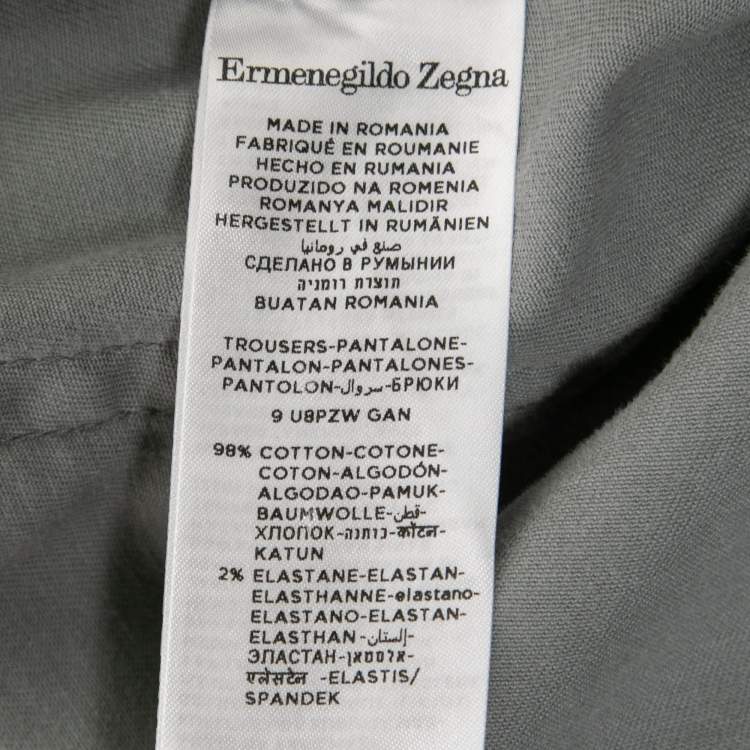 Ermenegildo Zegna
MADE IN ROMANIA
FABRIQUÉ EN ROUMANIE
HECHO EN RUMANIA
PRODUZIDO NA ROMENIA
ROMANYA MALIDIR
HERGESTELLT IN RUMÄNIEN
صنع في رومانيا
СДЕЛАНО В РУМЫНИИ
תוצרת רומניה
BUATAN ROMANIA
TROUSERS-PANTALONE-
PANTALON-PANTALONES-
PANTOLON-سروال-БРЮКИ
9 U8PZW GAN
98% COTTON-COTONE-
COTON-ALGODÓN-
ALGODAO-PAMUK-
BAUMWOLLE-قطن-
ХЛОПОК-כותנה-कॉटन-
KATUN
2% ELASTANE-ELASTAN-
ELASTHANNE-elastano-
ELASTANO-ELASTAN-
ELASTHAN-إلستان-
ЭЛАСТАН-אלסטאן-
एलेसटेन -ELASTIS/
SPANDEK